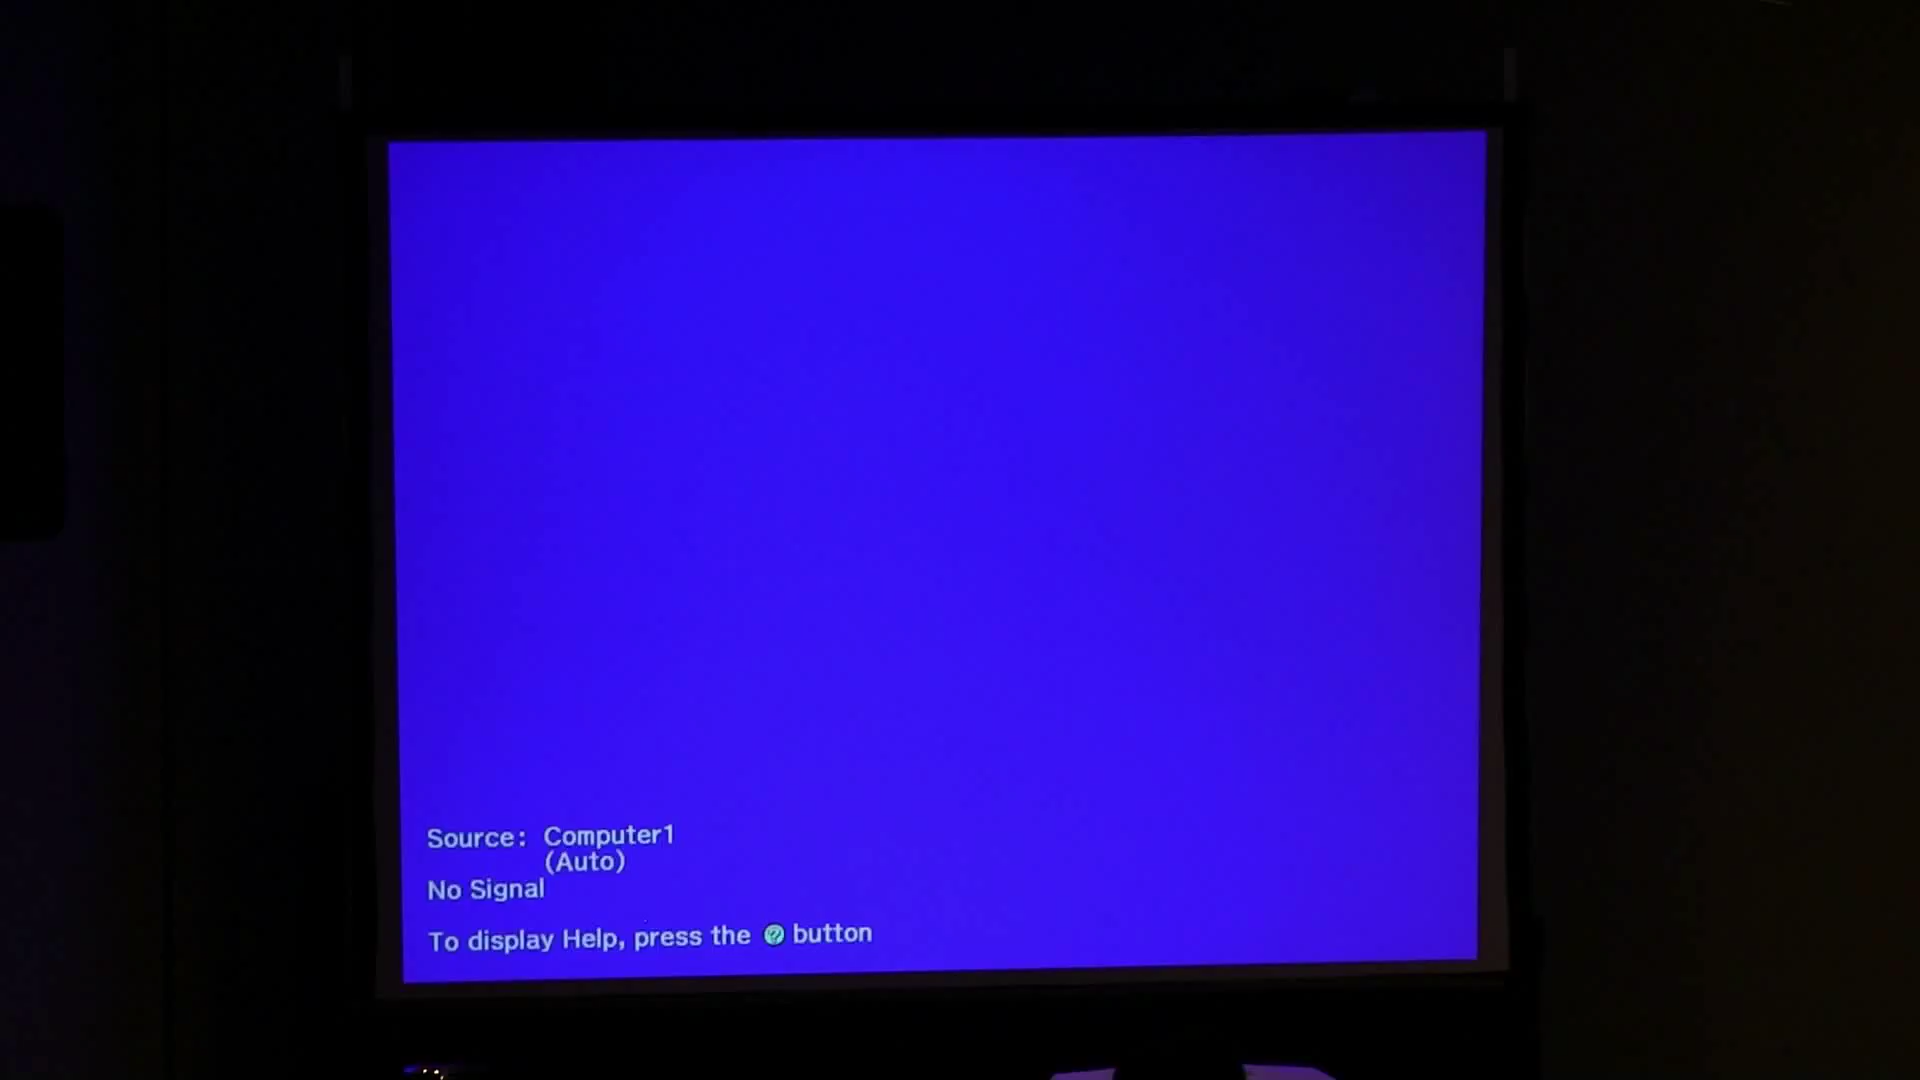 Source: Computer1
(Auto)
No Signal
To display Help, press the ? button